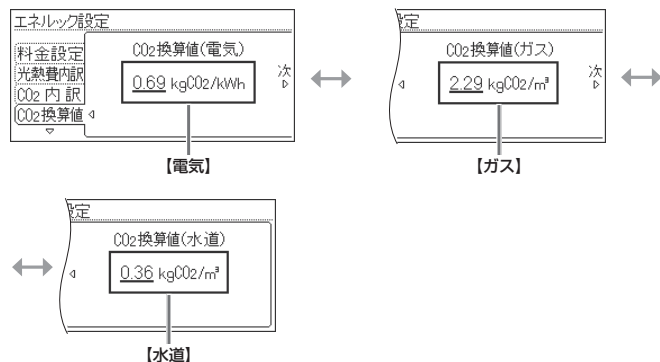 エネルック設定
料金設定
光熱費内訳
CO2 内 訳
CO2換算値
CO2換算値(電気)
0.69 kgCO2/kWh
次
【電気】
定
CO2換算値(ガス)
2.29 kgCO2/m³
次
【ガス】
定
CO2換算値(水道)
0.36 kgCO2/m³
【水道】